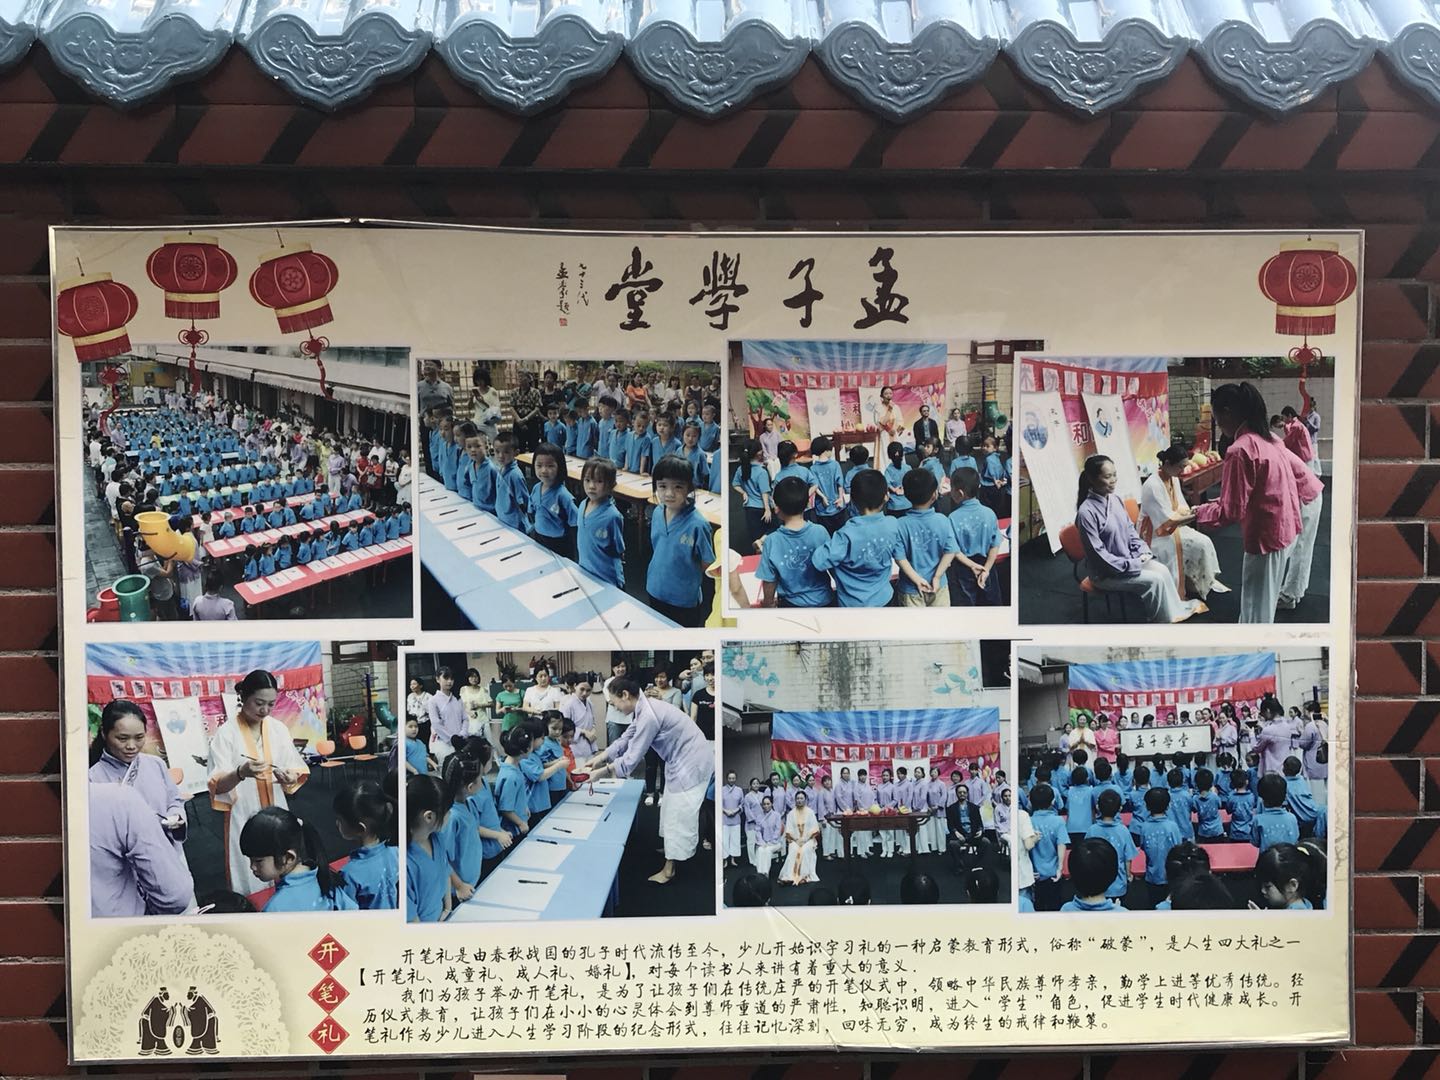 孟子學堂
七十三代
孟子學堂
开笔礼
开笔礼是由春秋战国的孔子时代流传至今，少儿开始识字习礼的一种启蒙教育形式，俗称“破蒙”，是人生四大礼之一
【开笔礼、成童礼、成人礼、婚礼】，对每个读书人来讲有着重大的意义．
我们为孩子举办开笔礼，是为了让孩子们在传统庄严的开笔仪式中，领略中华民族尊师孝亲，勤学上进等优秀传统。经
历仪式教育，让孩子们在小小的心灵体会到尊师重道的严肃性，知聪识明，进入“学生”角色，促进学生时代健康成长。开
笔礼作为少儿进入人生学习阶段的纪念形式，往往记忆深刻，回味无穷，成为终生的戒律和鞭策。